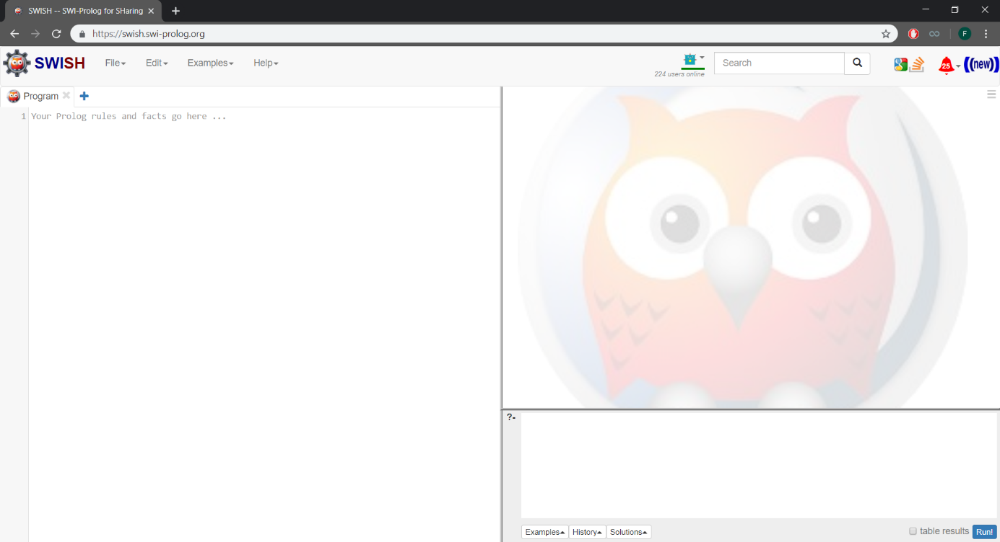 SWISH -- SWI-Prolog for SHaring
https://swish.swi-prolog.org
F
SWISH File Edit Examples Help
224 users online
Search
25
((new))
Program
1 Your Prolog rules and facts go here ...
?-
Examples History Solutions
table results Run!